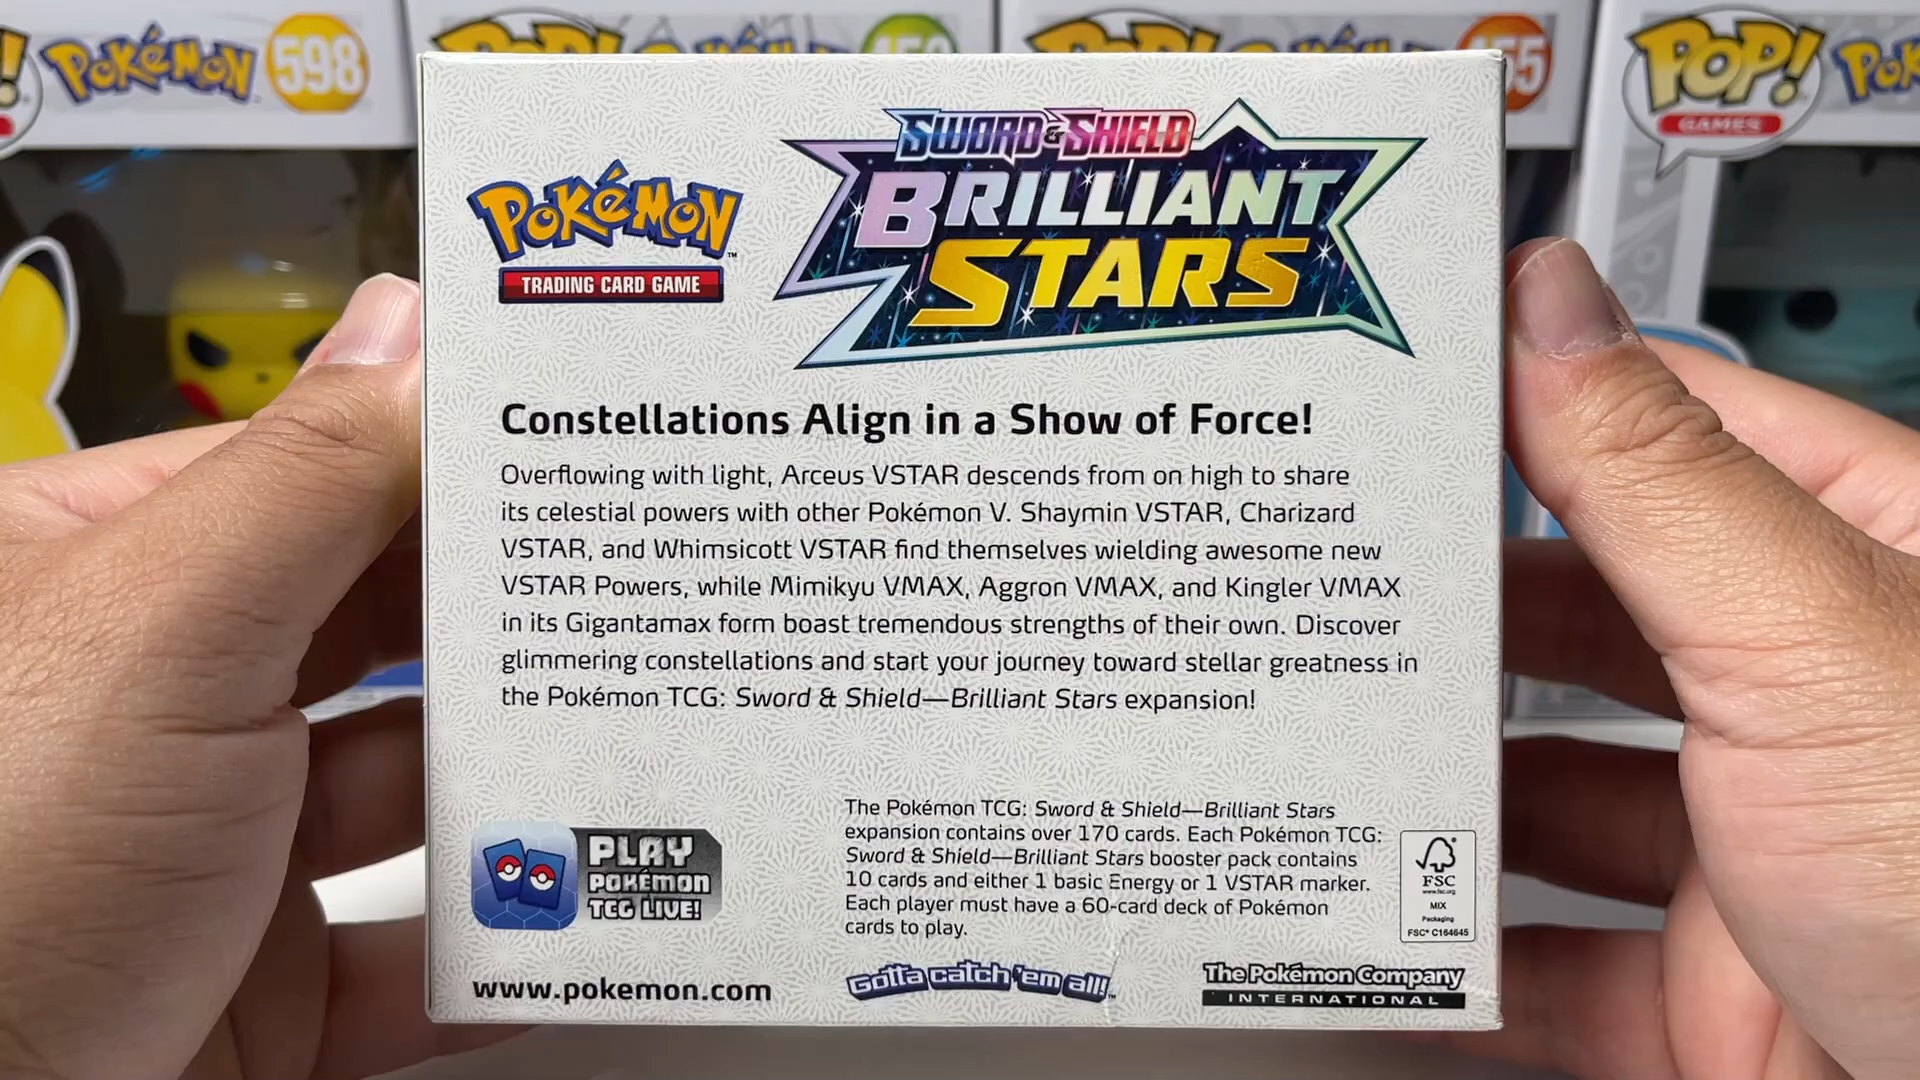 Pokémon 598
POP!
Pokémon
SWORD & SHIELD
BRILLIANT
STARS
Pokémon™
TRADING CARD GAME
POP!
GAMES
Constellations Align in a Show of Force!
Overflowing with light, Arceus VSTAR descends from on high to share
its celestial powers with other Pokémon V. Shaymin VSTAR, Charizard
VSTAR, and Whimsicott VSTAR find themselves wielding awesome new
VSTAR Powers, while Mimikyu VMAX, Aggron VMAX, and Kingler VMAX
in its Gigantamax form boast tremendous strengths of their own. Discover
glimmering constellations and start your journey toward stellar greatness in
the Pokémon TCG: Sword & Shield—Brilliant Stars expansion!
The Pokémon TCG: Sword & Shield—Brilliant Stars
expansion contains over 170 cards. Each Pokémon TCG:
Sword & Shield—Brilliant Stars booster pack contains
10 cards and either 1 basic Energy or 1 VSTAR marker.
Each player must have a 60-card deck of Pokémon
cards to play.
PLAY
POKÉMON
TCG LIVE!
FSC
www.fsc.org
MIX
Packaging
FSC® C164645
www.pokemon.com
Gotta catch 'em all!™
The Pokémon Company
INTERNATIONAL